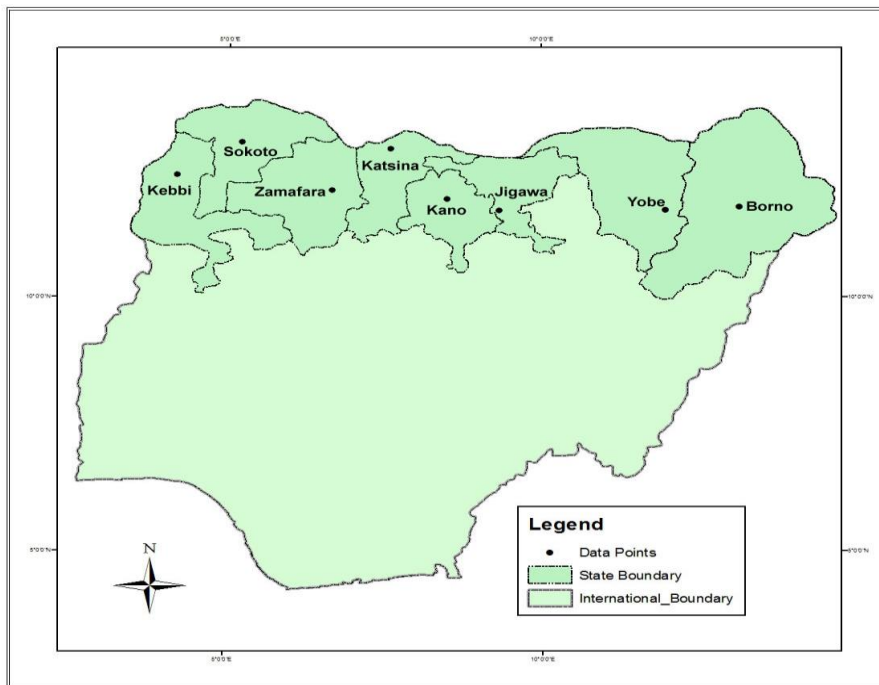 5°0'0"E 10°0'0"E
Sokoto
Katsina
Kebbi
Zamafara
Jigawa
Kano
Yobe
Borno
10°0'0"N 10°0'0"N
Legend
Data Points
State Boundary
International_Boundary
N
5°0'0"N 5°0'0"N
5°0'0"E 10°0'0"E